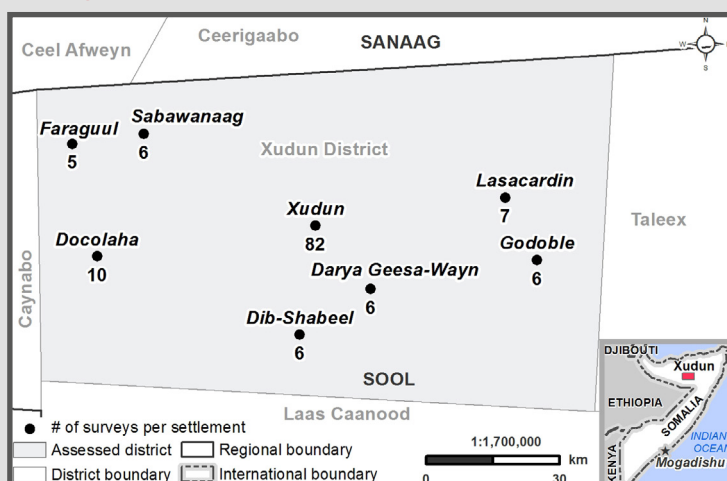 Ceel Afweyn
Ceerigaabo
SANAAG
N
W
S
Faraguul
5
Sabawanaag
6
Xudun District
Lasacardin
7
Taleex
Xudun
82
Godoble
6
Docolaha
10
Darya Geesa-Wayn
6
Caynabo
Dib-Shabeel
6
SOOL
Laas Caanood
# of surveys per settlement
Assessed district
Regional boundary
District boundary
International boundary
1:1,700,000
km
0
30
DJIBOUTI
Xudun
ETHIOPIA
SOMALIA
INDIAN
OCEAN
KENYA
Mogadishu